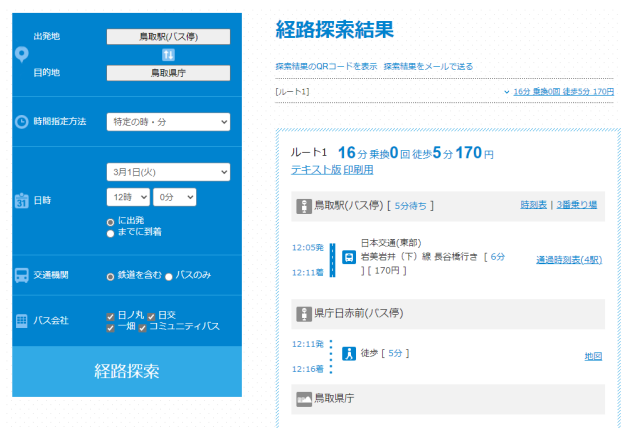 出発地
鳥取駅(バス停)
目的地
鳥取県庁
時間指定方法
特定の時・分
日時
3月1日(火)
12時 0分
に出発
までに到着
交通機関
鉄道を含む バスのみ
バス会社
日ノ丸 日交
一畑 コミュニティバス
経路探索
経路探索結果
探索結果のQRコードを表示 探索結果をメールで送る
[ルート1] 16分 乗換0回 徒歩5分 170円
ルート1 16分 乗換0回 徒歩5分 170円
テキスト版 印刷用
鳥取駅(バス停) [ 5分待ち ] 時刻表 | 3番乗り場
12:05発 日本交通(東部)
岩美岩井（下）線 長谷橋行き [ 6分
12:11着 ] [ 170円 ] 通過時刻表(4駅)
県庁日赤前(バス停)
12:11発
徒歩 [ 5分 ] 地図
12:16着
鳥取県庁